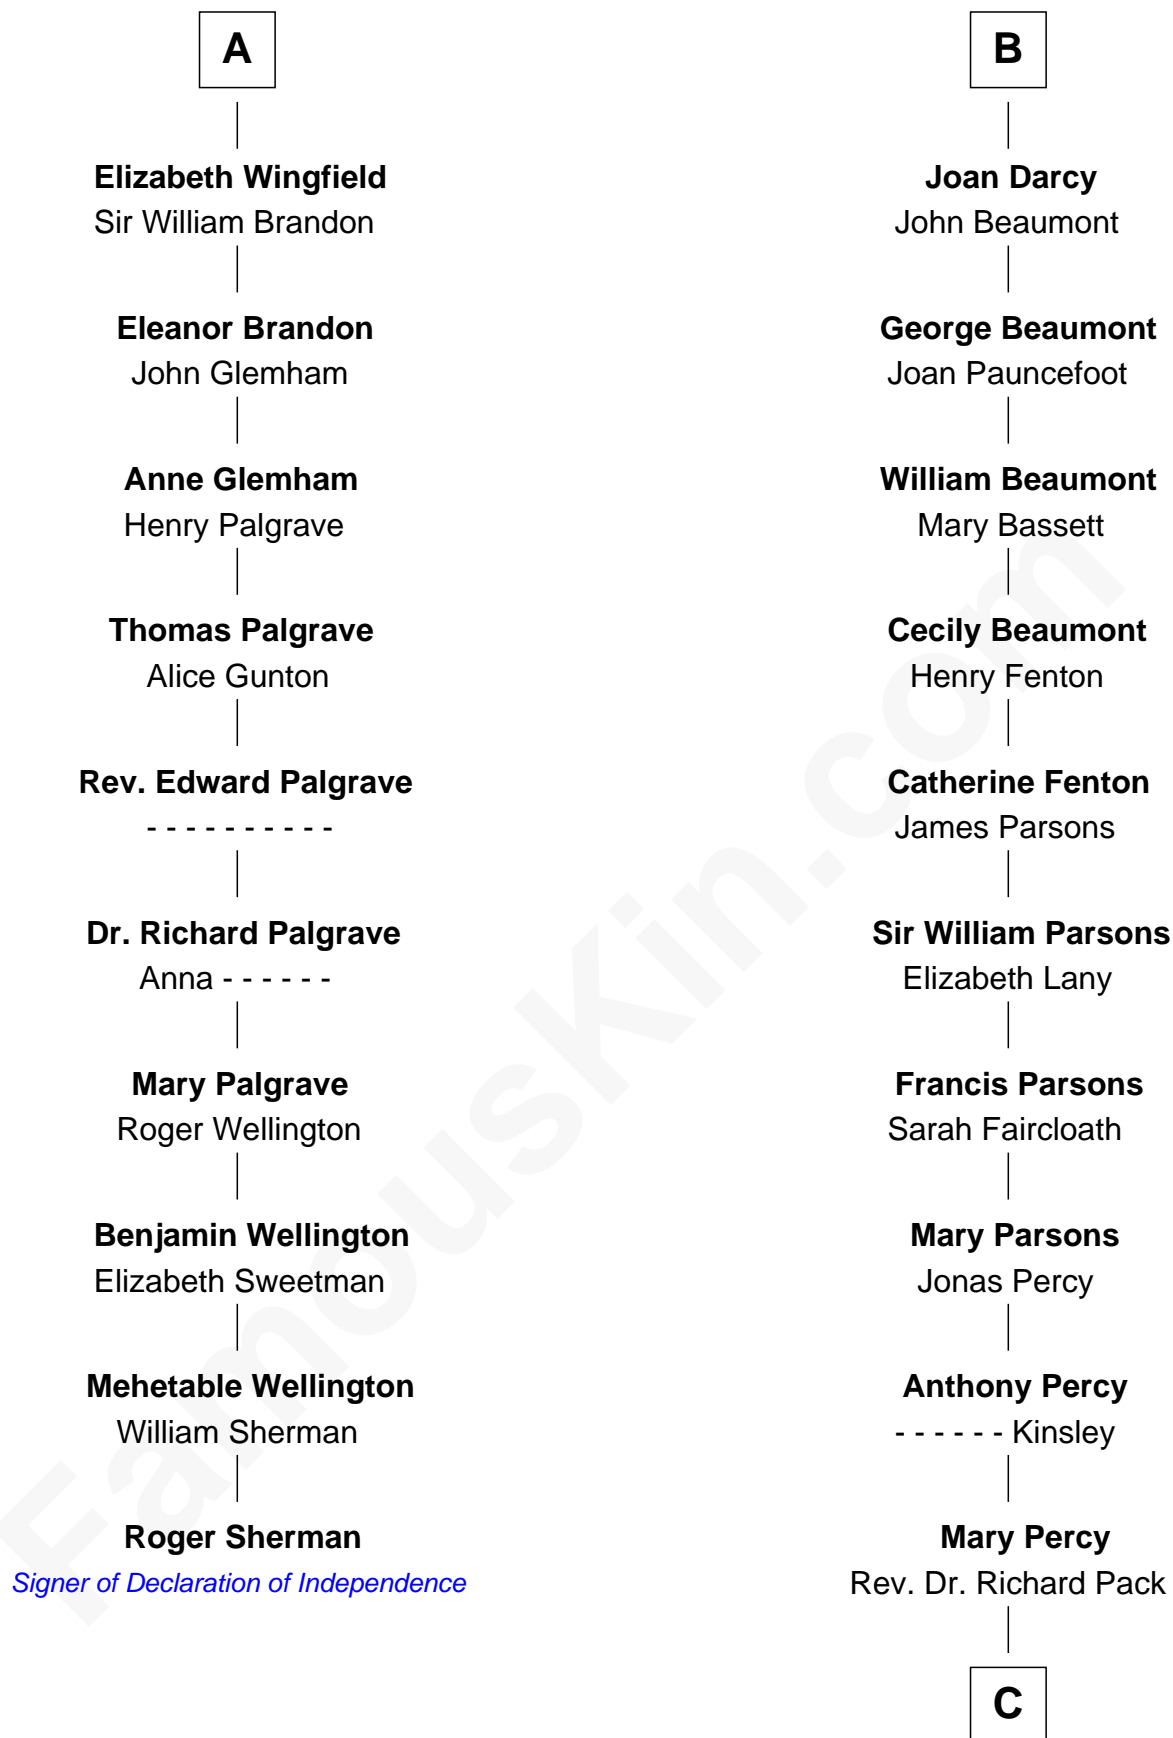 A
Elizabeth Wingfield
Sir William Brandon
Eleanor Brandon
John Glemham
Anne Glemham
Henry Palgrave
Thomas Palgrave
Alice Gunton
Rev. Edward Palgrave
- - - - - - - - - -
Dr. Richard Palgrave
Anna - - - - - -
Mary Palgrave
Roger Wellington
Benjamin Wellington
Elizabeth Sweetman
Mehetable Wellington
William Sherman
Roger Sherman
Signer of Declaration of Independence
B
Joan Darcy
John Beaumont
George Beaumont
Joan Pauncefoot
William Beaumont
Mary Bassett
Cecily Beaumont
Henry Fenton
Catherine Fenton
James Parsons
Sir William Parsons
Elizabeth Lany
Francis Parsons
Sarah Faircloath
Mary Parsons
Jonas Percy
Anthony Percy
- - - - - - Kinsley
Mary Percy
Rev. Dr. Richard Pack
C
FamousKin.com